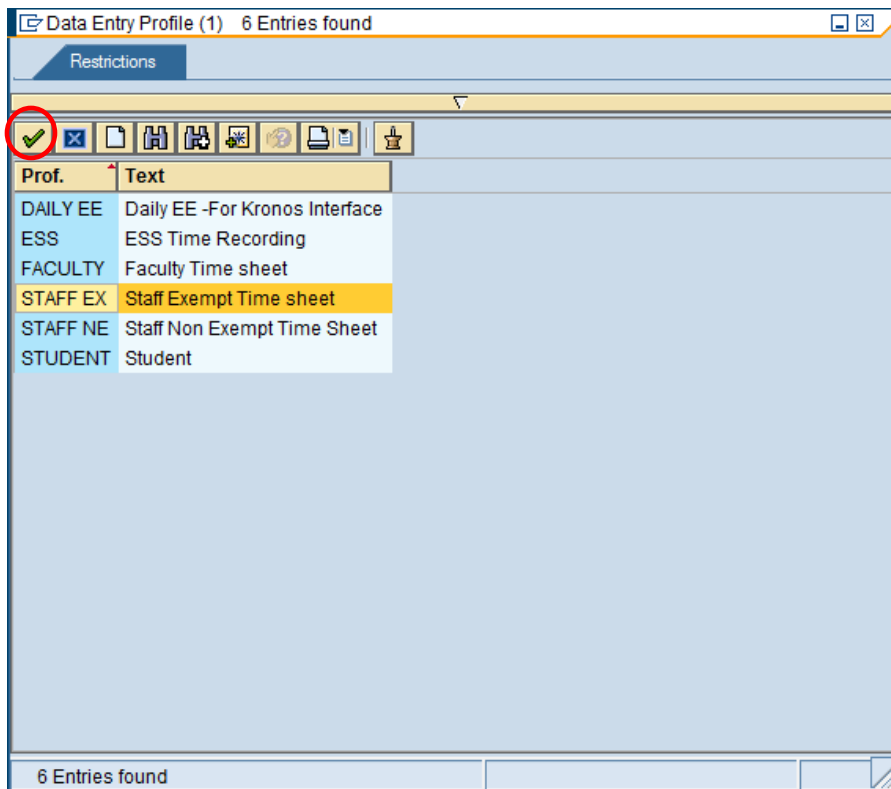 Data Entry Profile (1) 6 Entries found
Restrictions
Prof. Text
DAILY EE Daily EE -For Kronos Interface
ESS ESS Time Recording
FACULTY Faculty Time sheet
STAFF EX Staff Exempt Time sheet
STAFF NE Staff Non Exempt Time Sheet
STUDENT Student
6 Entries found